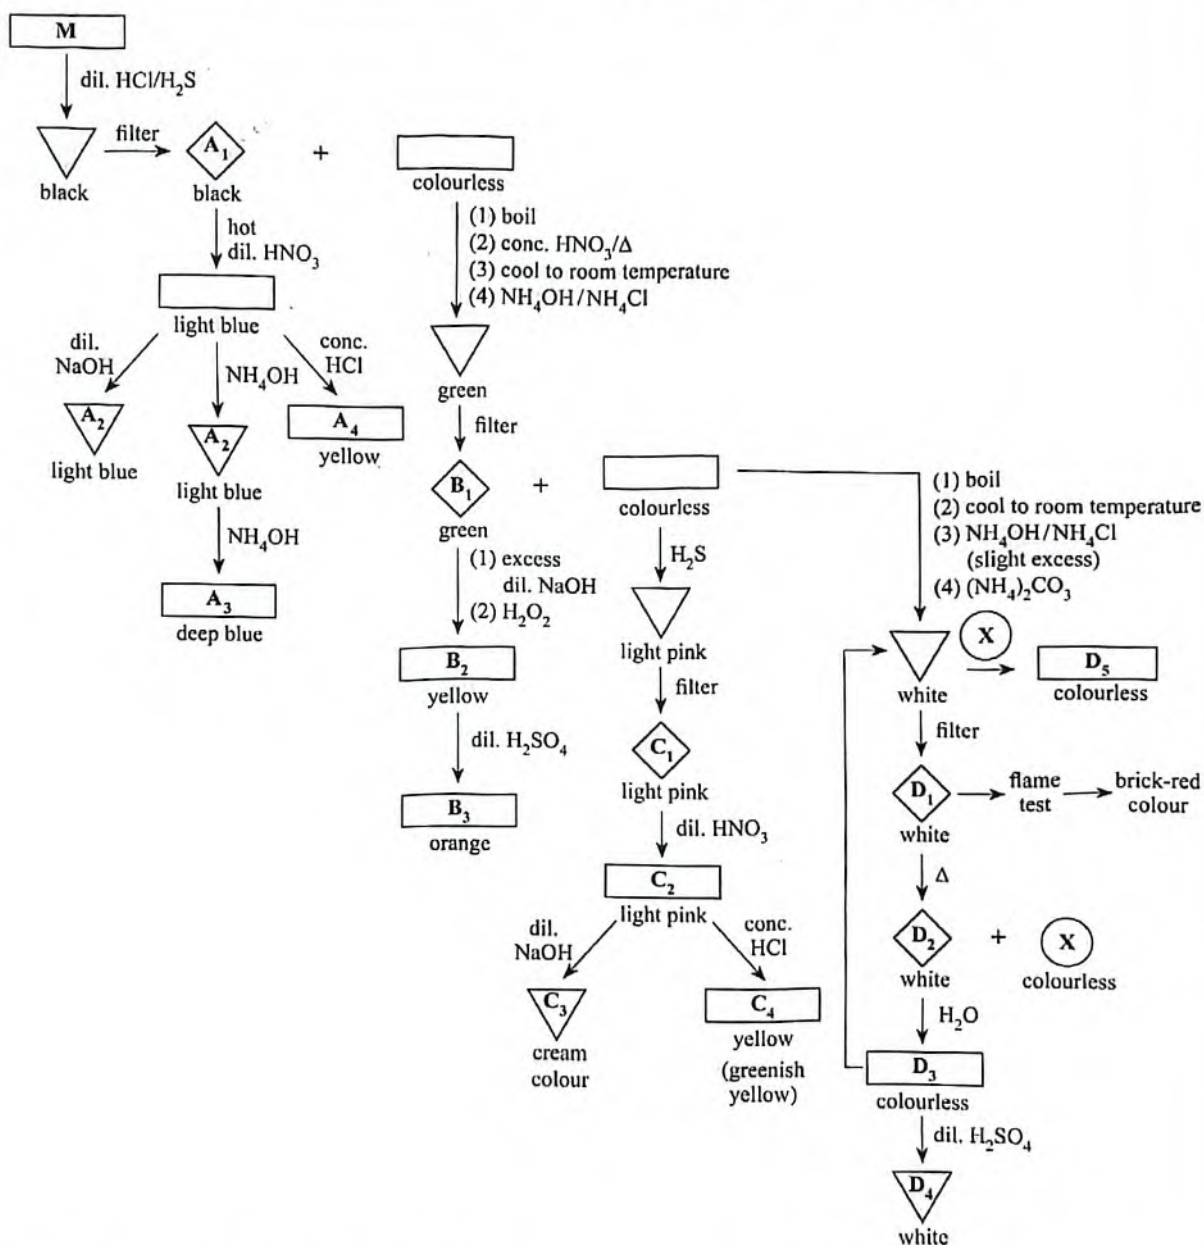 M
dil. HCl/H₂S
filter
A₁
+
black
black
colourless
hot
dil. HNO₃
(1) boil
(2) conc. HNO₃/Δ
(3) cool to room temperature
(4) NH₄OH/NH₄Cl
light blue
dil.
NaOH
NH₄OH
conc.
HCl
green
A₂
light blue
A₂
light blue
A₄
yellow
filter
NH₄OH
A₃
deep blue
B₁
green
+
colourless
(1) boil
(2) cool to room temperature
(3) NH₄OH/NH₄Cl
(slight excess)
(4) (NH₄)₂CO₃
(1) excess
dil. NaOH
(2) H₂O₂
H₂S
B₂
yellow
light pink
white
X
D₅
colourless
dil. H₂SO₄
filter
filter
B₃
orange
C₁
light pink
D₁
white
flame
test
brick-red
colour
dil. HNO₃
Δ
C₂
light pink
D₂
white
+
X
colourless
dil.
NaOH
conc.
HCl
H₂O
C₃
cream
colour
C₄
yellow
(greenish
yellow)
D₃
colourless
dil. H₂SO₄
D₄
white